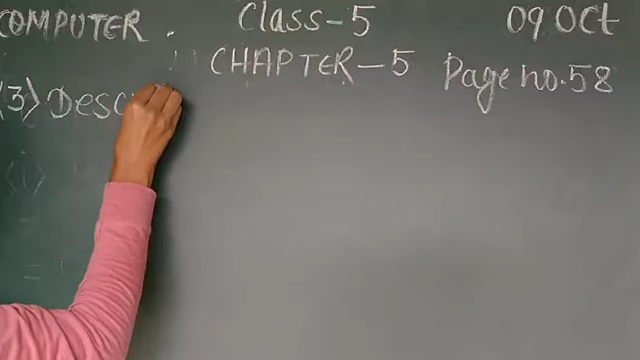 COMPUTER. Class-5 09 Oct
CHAPTER-5 Page no.58
<3> Desc